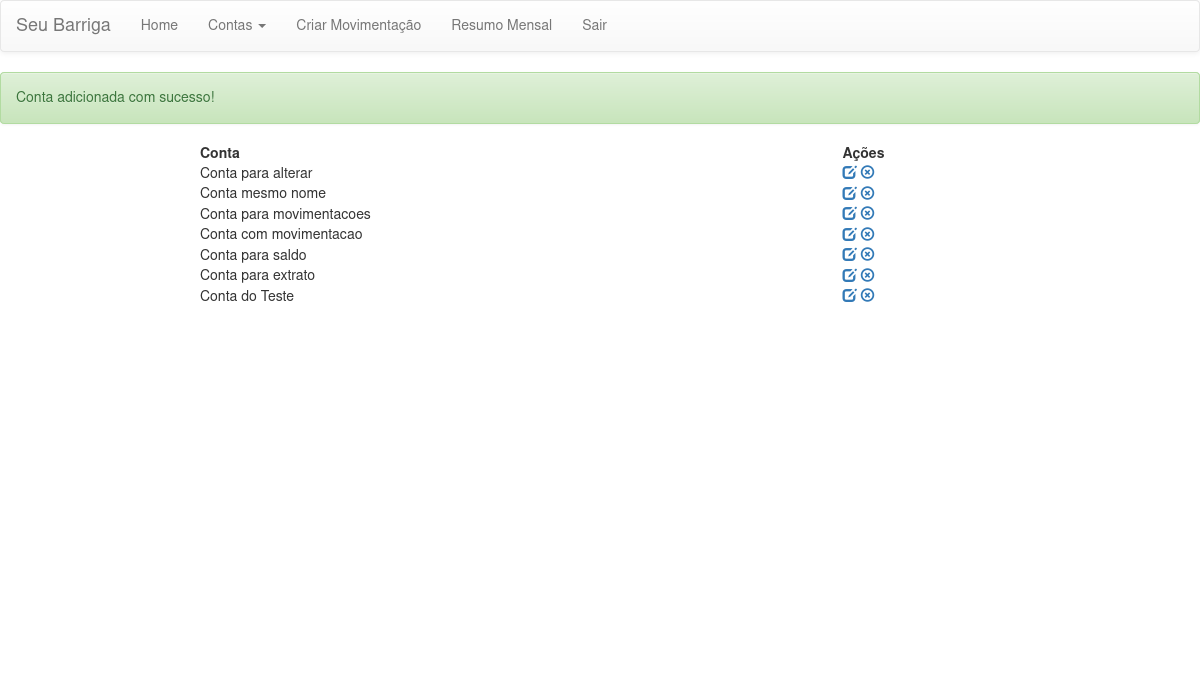 Seu Barriga Home Contas Criar Movimentação Resumo Mensal Sair
Conta adicionada com sucesso!
Conta Ações
Conta para alterar
Conta mesmo nome
Conta para movimentacoes
Conta com movimentacao
Conta para saldo
Conta para extrato
Conta do Teste